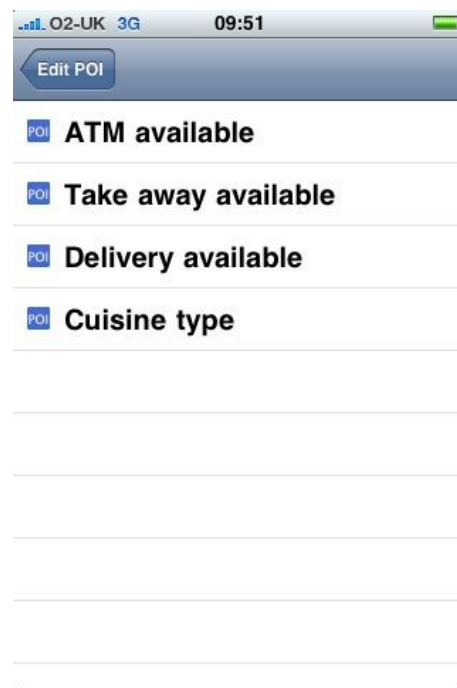 O2-UK 3G 09:51
Edit POI
POI ATM available
POI Take away available
POI Delivery available
POI Cuisine type